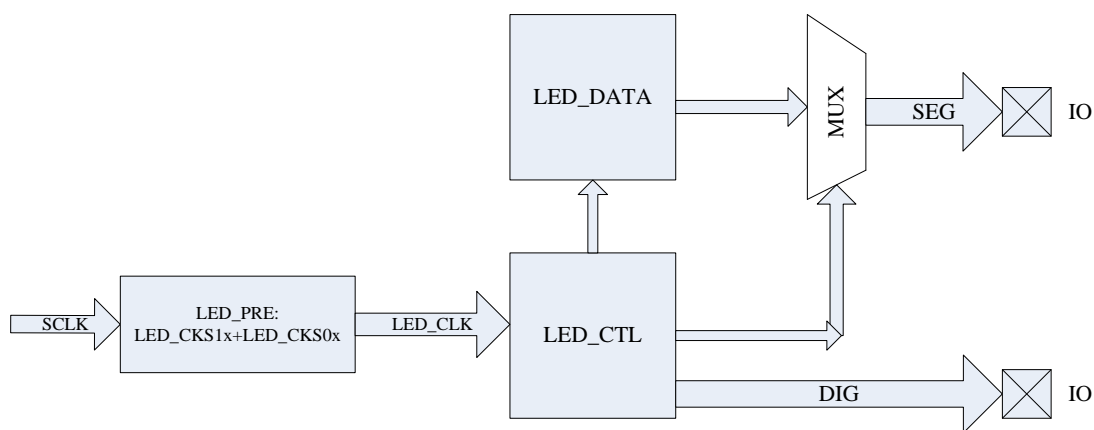 LED_DATA
MUX
SEG
IO
LED_PRE:
LED_CKS1x+LED_CKS0x
SCLK
LED_CLK
LED_CTL
DIG
IO